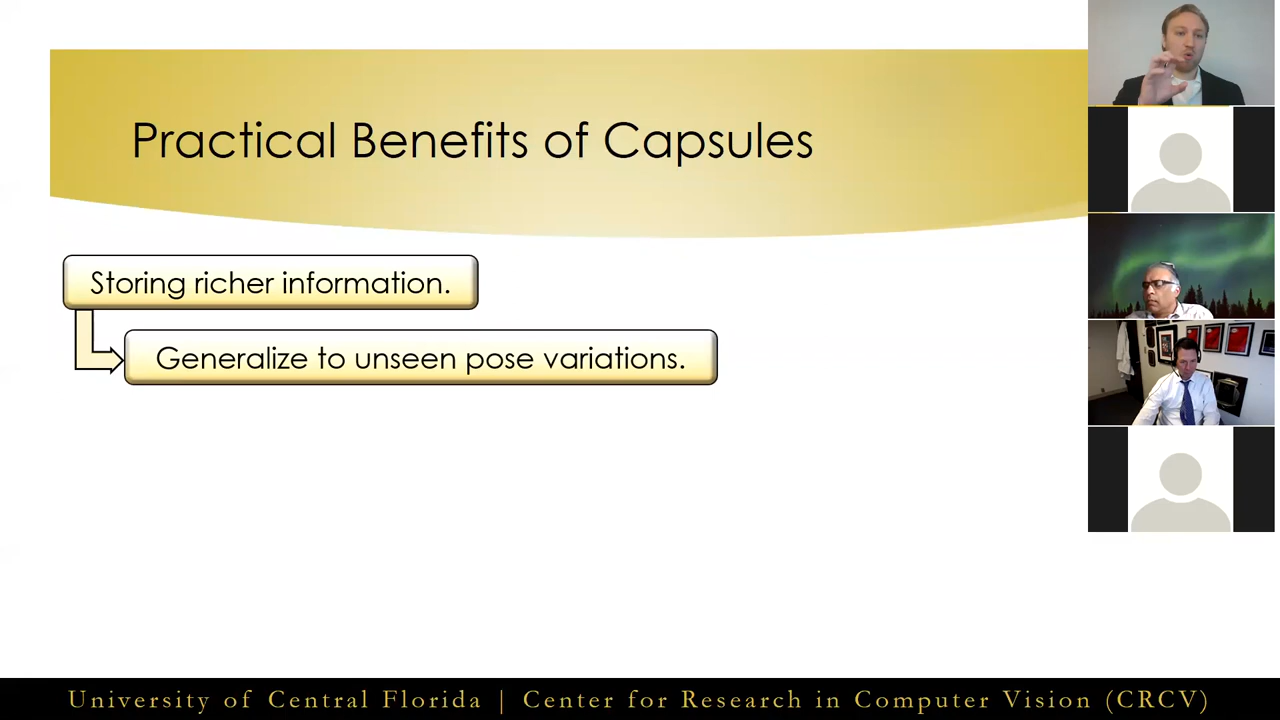 Practical Benefits of Capsules
Storing richer information.
Generalize to unseen pose variations.
University of Central Florida | Center for Research in Computer Vision (CRCV)